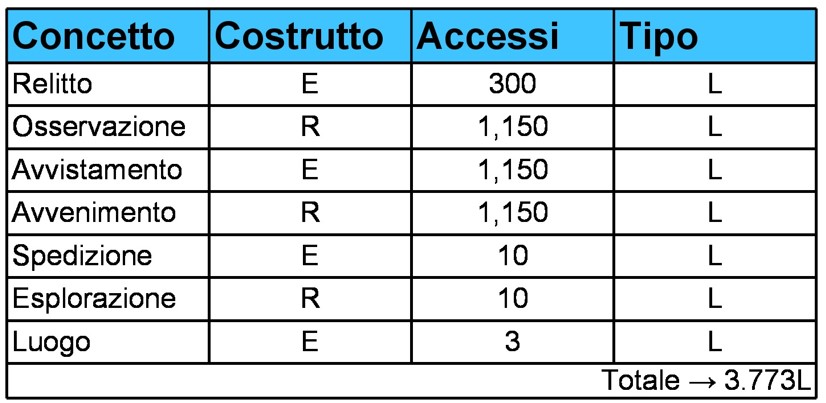 Concetto Costrutto Accessi Tipo
Relitto E 300 L
Osservazione R 1,150 L
Avvistamento E 1,150 L
Avvenimento R 1,150 L
Spedizione E 10 L
Esplorazione R 10 L
Luogo E 3 L
Totale → 3.773L